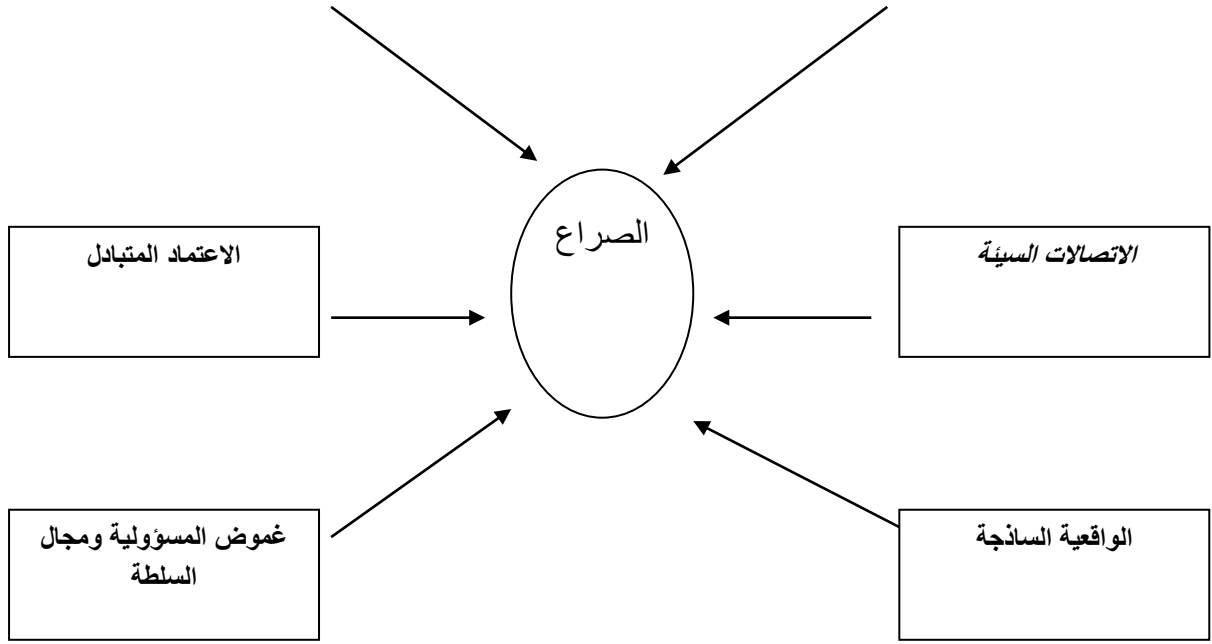 الصراع
الاتصالات السيئة
الاعتماد المتبادل
الواقعية الساذجة
غموض المسؤولية ومجال
السلطة